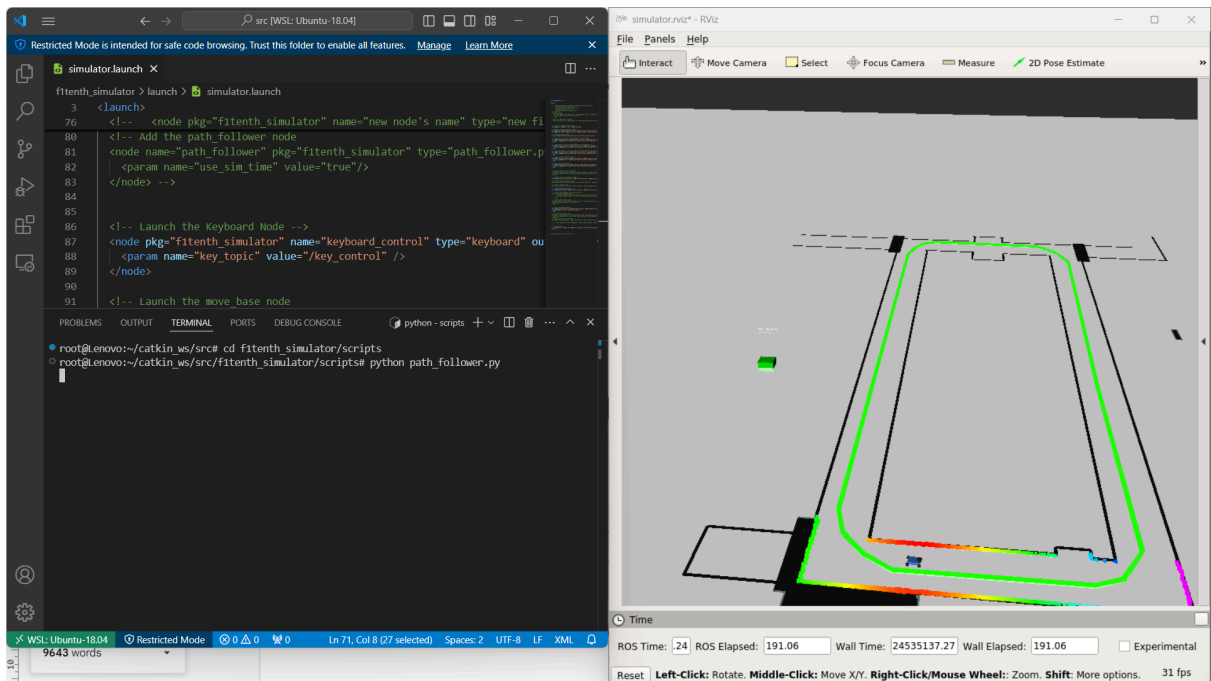 src [WSL: Ubuntu-18.04]
Restricted Mode is intended for safe code browsing. Trust this folder to enable all features. Manage Learn More
simulator.launch
f1tenth_simulator > launch > simulator.launch
3 <launch>
76 <!-- <node pkg="f1tenth_simulator" name="new node's name" type="new fi
80 <!-- Add the path_follower node
81 <node name="path_follower" pkg="f1tenth_simulator" type="path_follower.p
82 <param name="use_sim_time" value="true"/>
83 </node> -->
84
85
86 <!-- Launch the Keyboard Node -->
87 <node pkg="f1tenth_simulator" name="keyboard_control" type="keyboard" ou
88 <param name="key_topic" value="/key_control" />
89 </node>
90
91 <!-- Launch the move_base node
PROBLEMS OUTPUT TERMINAL PORTS DEBUG CONSOLE python - scripts
root@Lenovo:~/catkin_ws/src# cd f1tenth_simulator/scripts
root@Lenovo:~/catkin_ws/src/f1tenth_simulator/scripts# python path_follower.py
WSL: Ubuntu-18.04 Restricted Mode 0 0 0 Ln 71, Col 8 (27 selected) Spaces: 2 UTF-8 LF XML
10
9643 words
simulator.rviz* - RViz
File Panels Help
Interact Move Camera Select Focus Camera Measure 2D Pose Estimate »
Time
ROS Time: .24 ROS Elapsed: 191.06 Wall Time: 24535137.27 Wall Elapsed: 191.06 Experimental
Reset Left-Click: Rotate. Middle-Click: Move X/Y. Right-Click/Mouse Wheel:: Zoom. Shift: More options. 31 fps